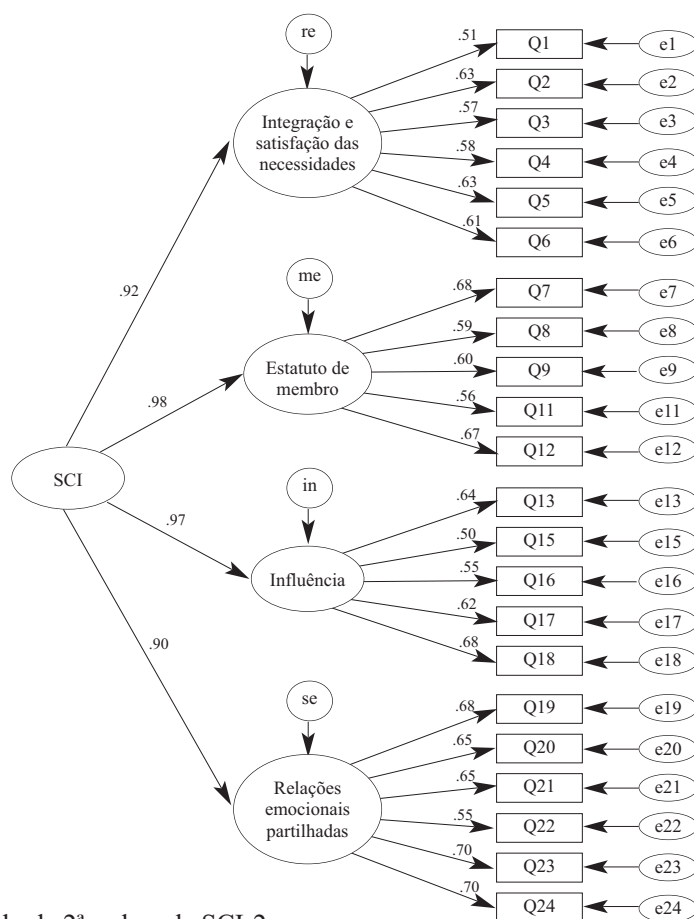 re
.51
Q1
e1
.63
Q2
e2
Integração e
satisfação das
necessidades
.57
Q3
e3
.58
Q4
e4
.63
Q5
e5
.61
Q6
e6
.92
me
.68
Q7
e7
.59
Q8
e8
Estatuto de
membro
.60
Q9
e9
.56
Q11
e11
.67
Q12
e12
.98
SCI
in
.64
Q13
e13
.97
.50
Q15
e15
Influência
.55
Q16
e16
.62
Q17
e17
.68
Q18
e18
.90
se
.68
Q19
e19
.65
Q20
e20
Relações
emocionais
partilhadas
.65
Q21
e21
.55
Q22
e22
.70
Q23
e23
.70
Q24
e24